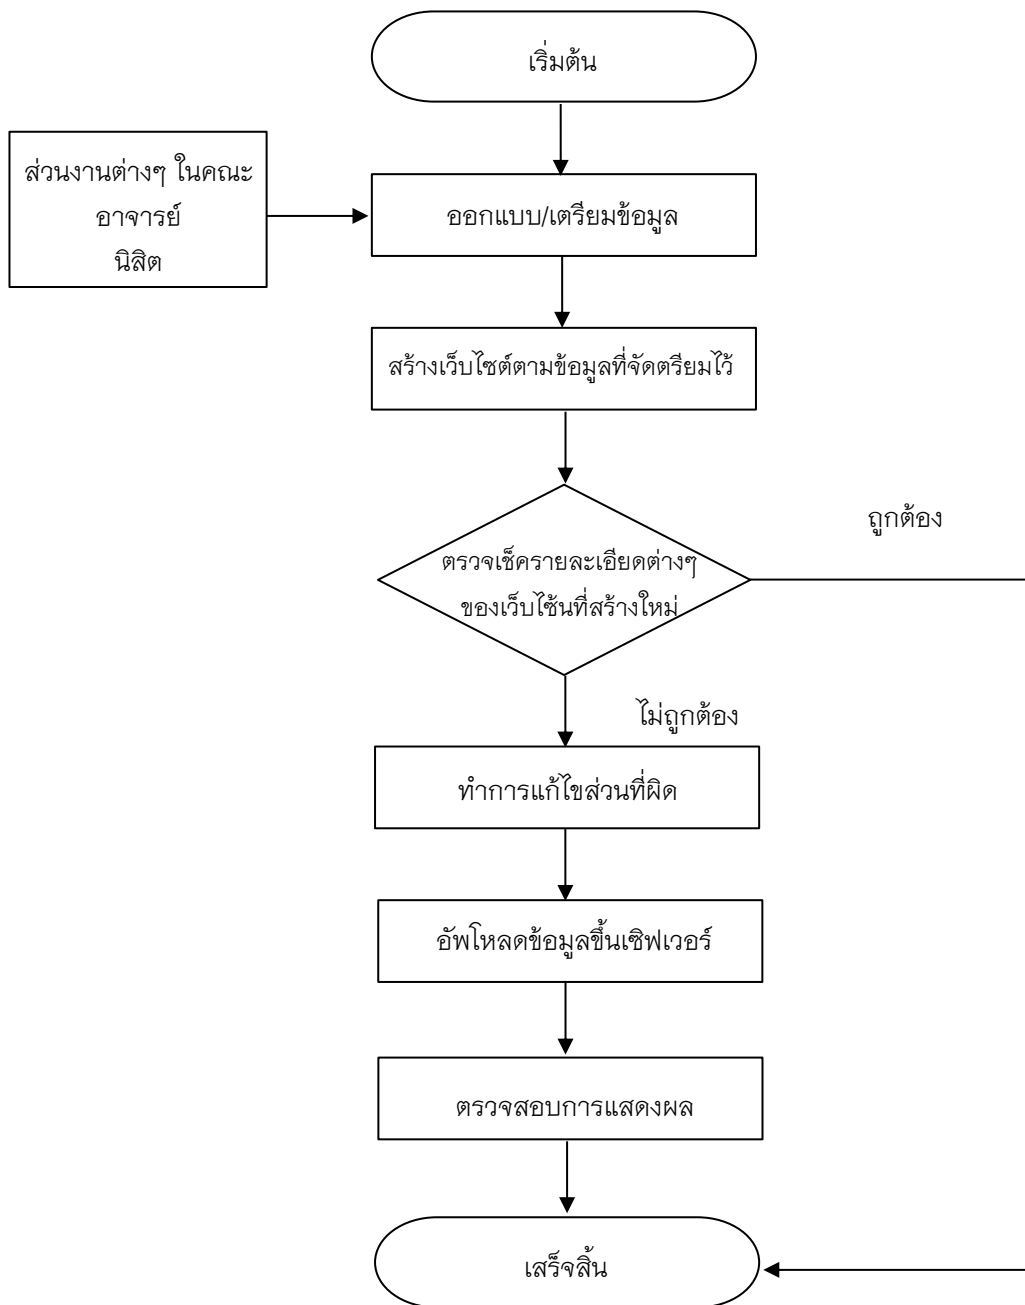 เริ่มต้น
ส่วนงานต่างๆ ในคณะ
อาจารย์
นิสิต
ออกแบบ/เตรียมข้อมูล
สร้างเว็บไซต์ตามข้อมูลที่จัดตรียมไว้
ถูกต้อง
ตรวจเช็ครายละเอียดต่างๆ
ของเว็บไซ้นที่สร้างใหม่
ไม่ถูกต้อง
ทำการแก้ไขส่วนที่ผิด
อัพโหลดข้อมูลขึ้นเซิฟเวอร์
ตรวจสอบการแสดงผล
เสร็จสิ้น